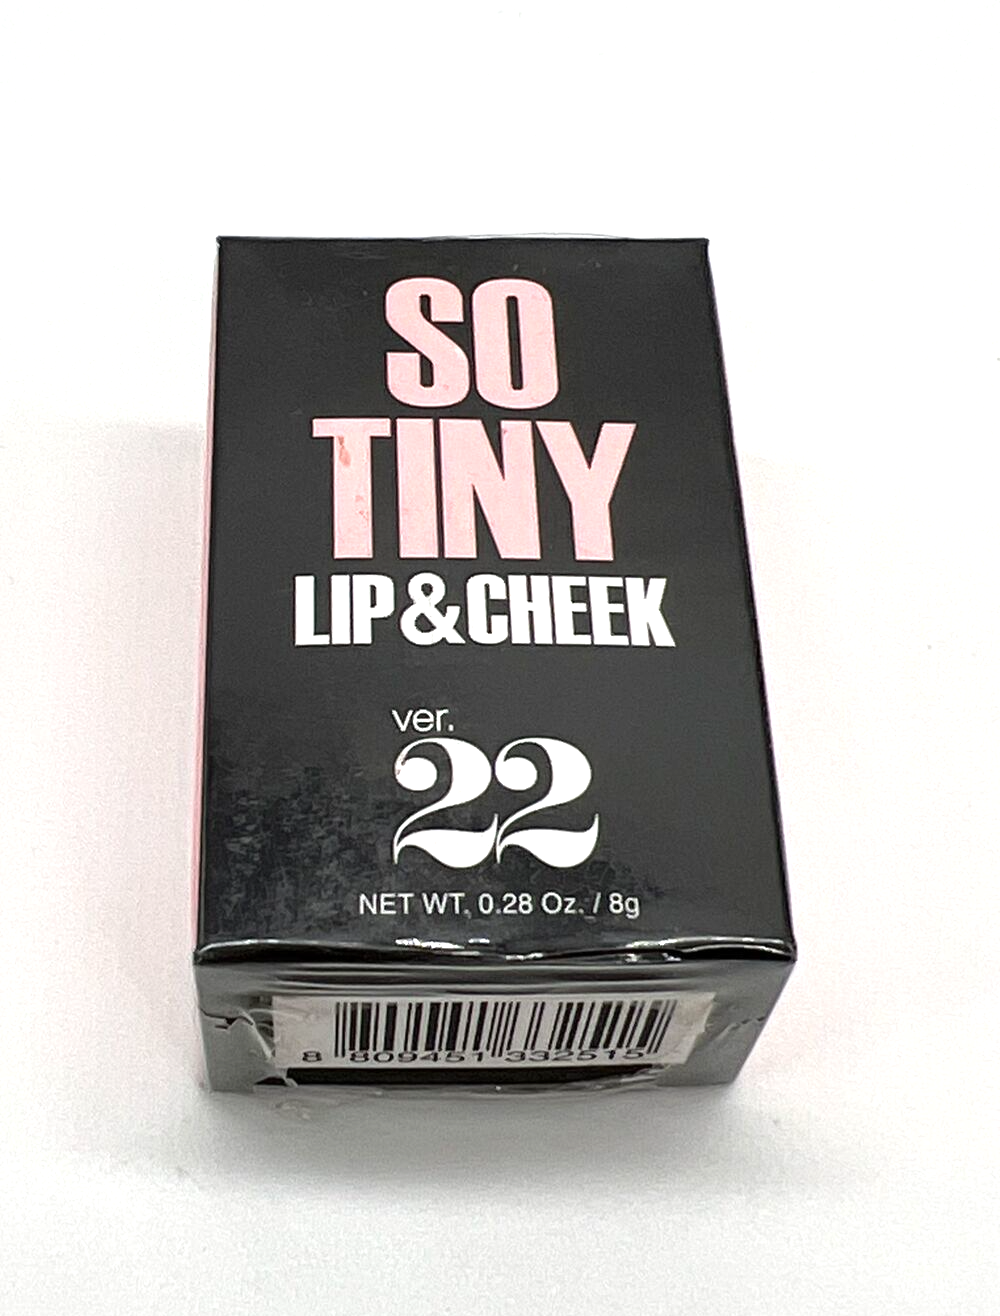 SO
TINY
LIP&CHEEK
ver.
22
NET WT. 0.28 Oz. / 8g
8 809451 332515